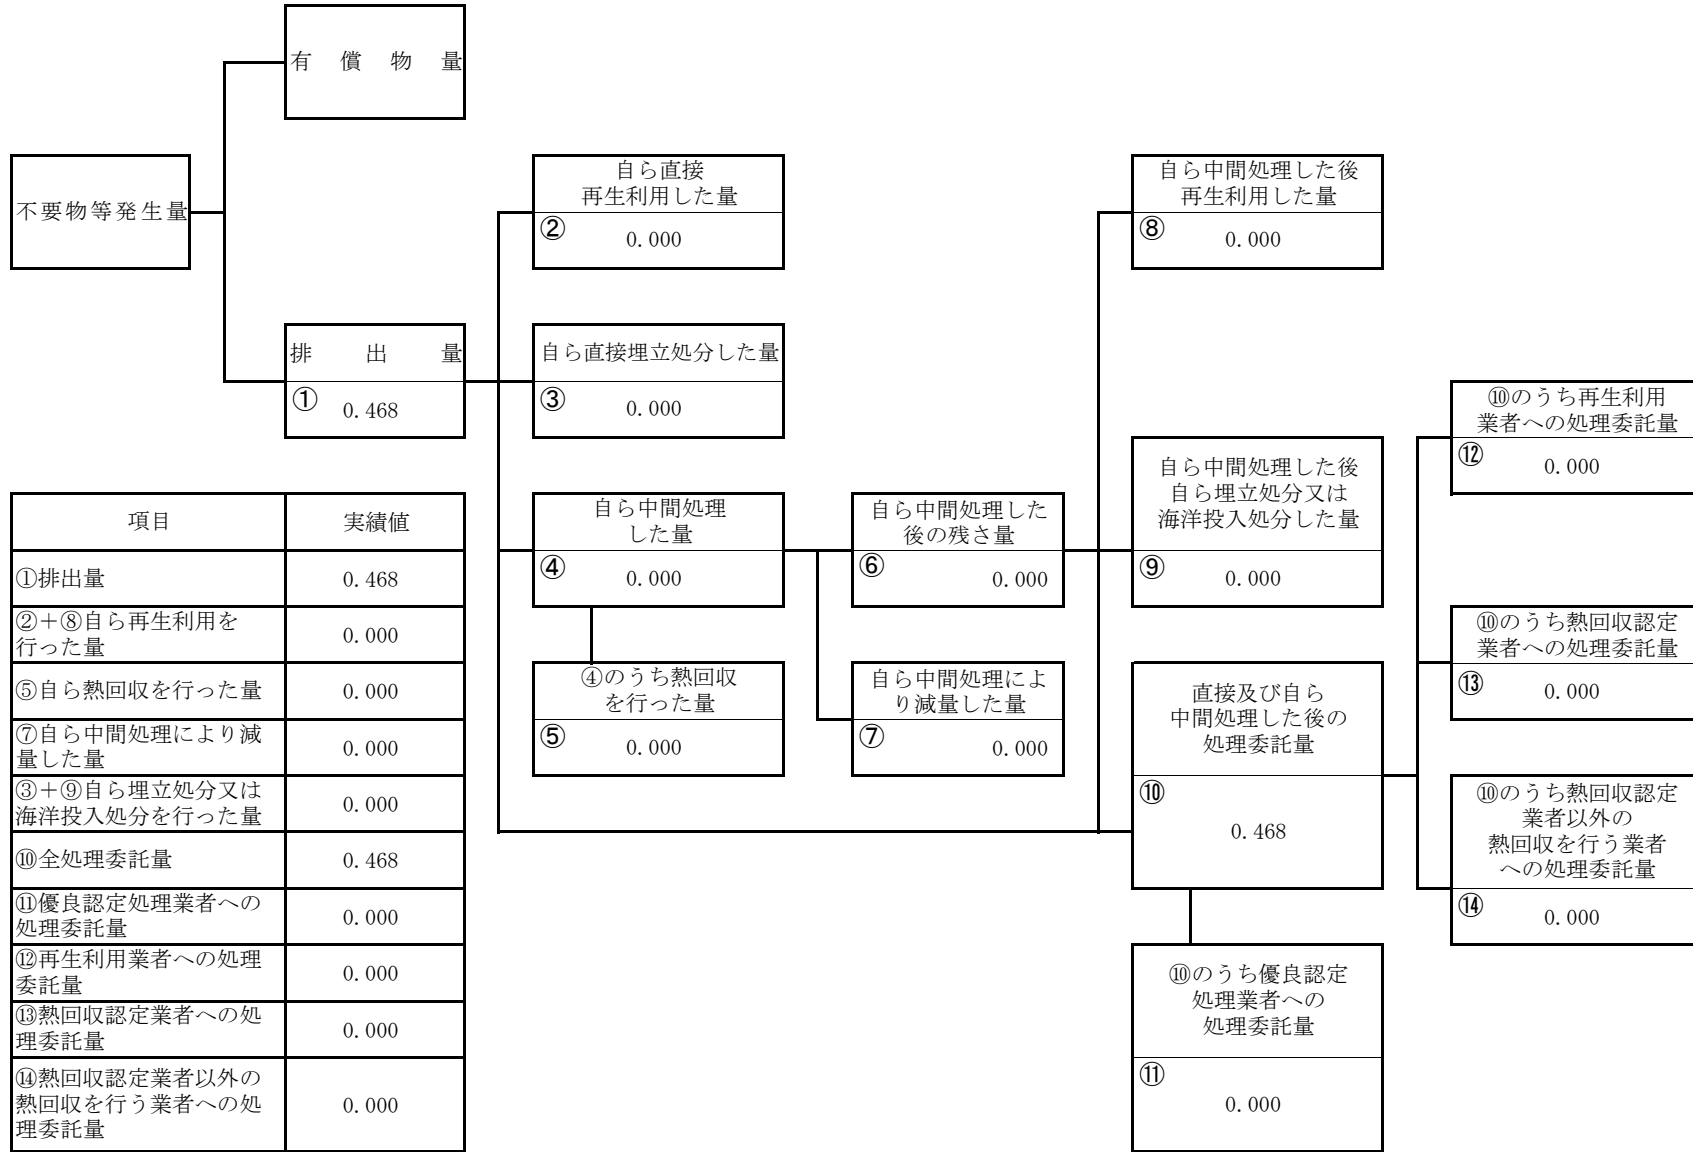 有償物量
不要物等発生量
自ら直接
再生利用した量
②
0.000
自ら中間処理した後
再生利用した量
⑧
0.000
排出量
①
0.468
自ら直接埋立処分した量
③
0.000
⑩のうち再生利用
業者への処理委託量
⑫
0.000
自ら中間処理
した量
④
0.000
自ら中間処理した
後の残さ量
⑥
0.000
自ら中間処理した後
自ら埋立処分又は
海洋投入処分した量
⑨
0.000
⑩のうち熱回収認定
業者への処理委託量
⑬
0.000
④のうち熱回収
を行った量
⑤
0.000
自ら中間処理によ
り減量した量
⑦
0.000
直接及び自ら
中間処理した後の
処理委託量
⑩
0.468
⑩のうち熱回収認定
業者以外の
熱回収を行う業者
への処理委託量
⑭
0.000
⑩のうち優良認定
処理業者への
処理委託量
⑪
0.000
項目 実績値
①排出量 0.468
②＋⑧自ら再生利用を
行った量 0.000
⑤自ら熱回収を行った量 0.000
⑦自ら中間処理により減
量した量 0.000
③＋⑨自ら埋立処分又は
海洋投入処分を行った量 0.000
⑩全処理委託量 0.468
⑪優良認定処理業者への
処理委託量 0.000
⑫再生利用業者への処理
委託量 0.000
⑬熱回収認定業者への処
理委託量 0.000
⑭熱回収認定業者以外の
熱回収を行う業者への処
理委託量 0.000